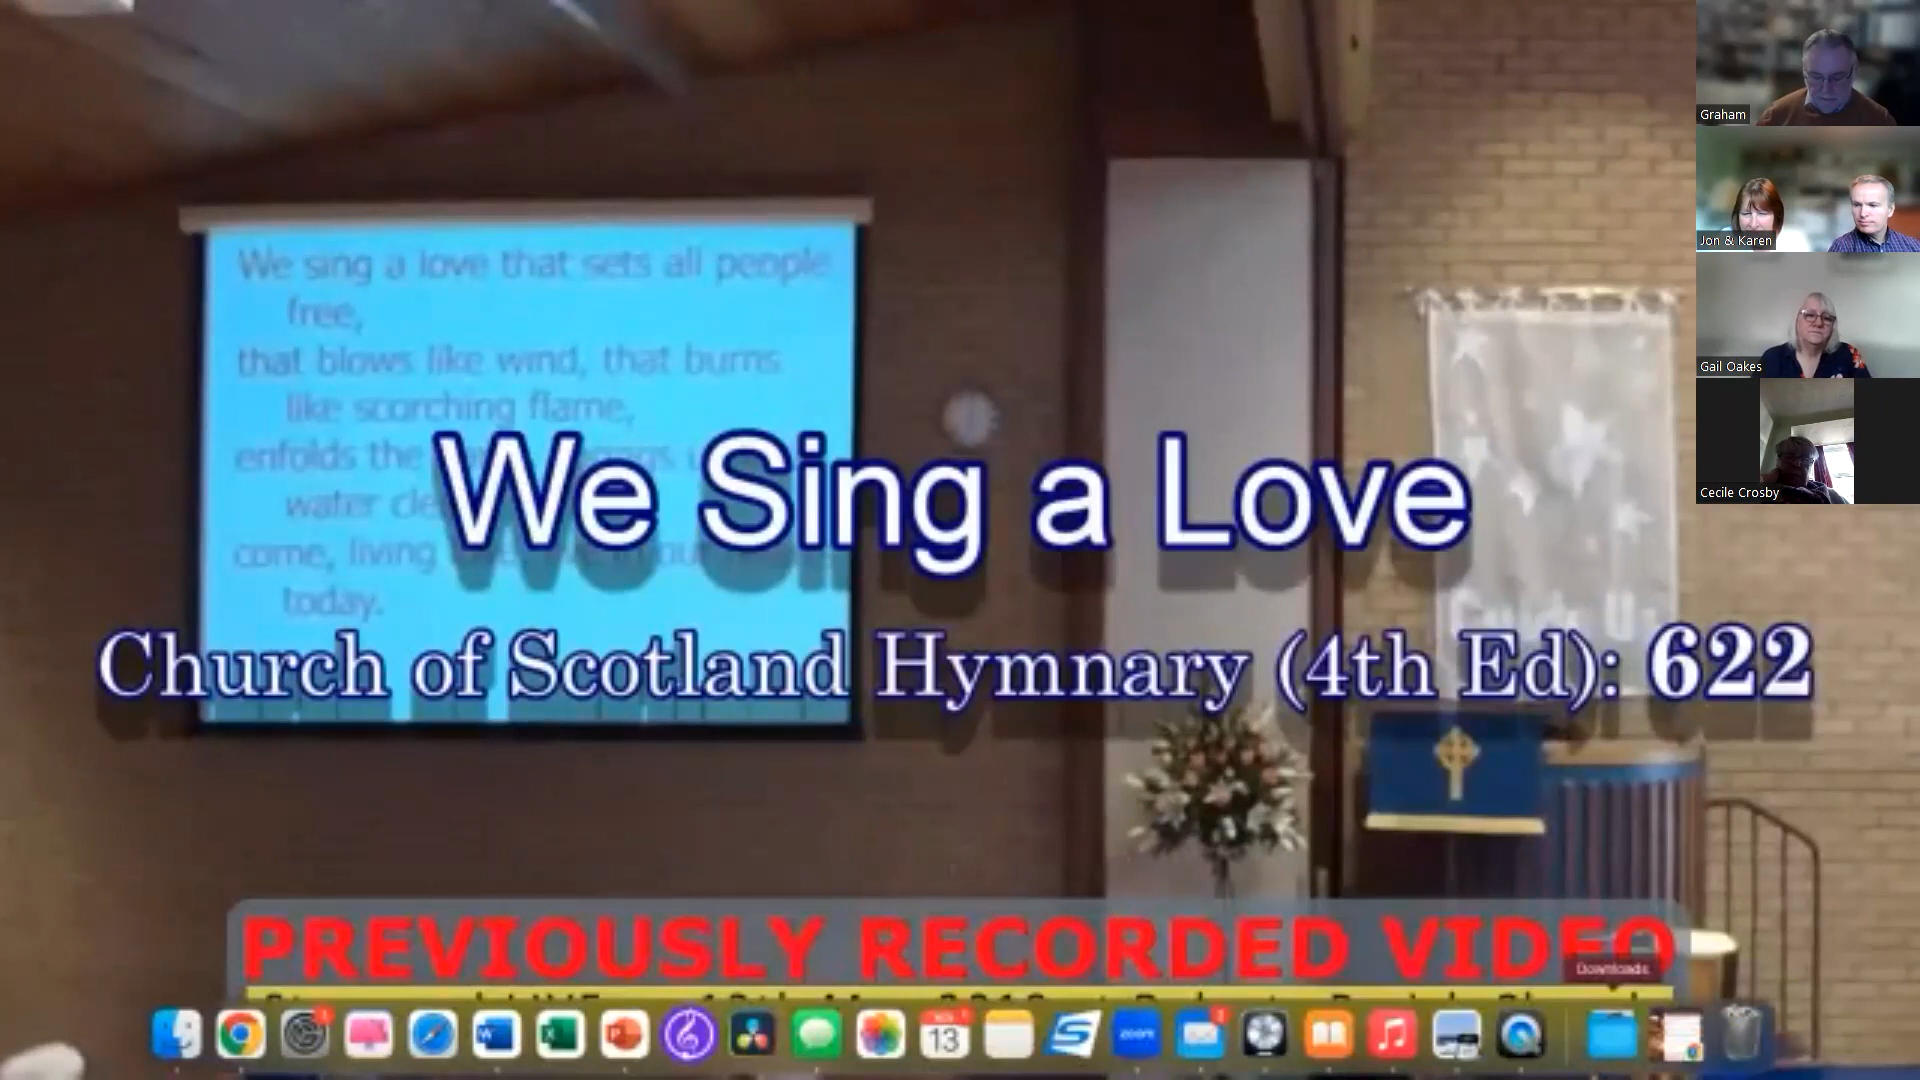 We sing a love that sets all people
free,
that blows like wind, that burns
like scorching flame,
enfolds the
water
come, living
today.
We Sing a Love
Church of Scotland Hymnary (4th Ed): 622
PREVIOUSLY RECORDED VIDEO
Downloads
13
zoom
Graham
Jon & Karen
Gail Oakes
Cecile Crosby